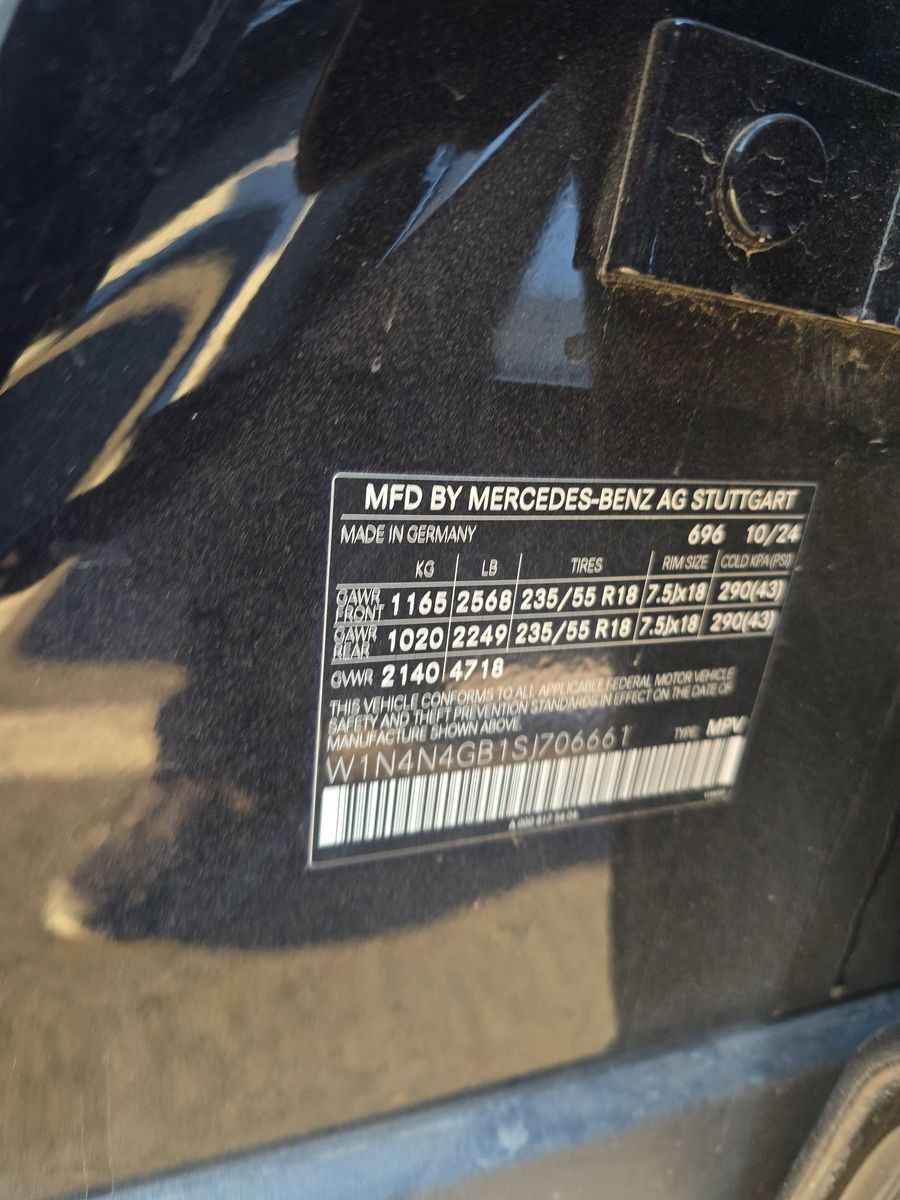 MFD BY MERCEDES-BENZ AG STUTTGART
MADE IN GERMANY 696 10/24
KG LB TIRES RIM SIZE COLD KPA(PSI)
GAWR FRONT 1165 2568 235/55 R18 7.5Jx18 290(43)
GAWR REAR 1020 2249 235/55 R18 7.5Jx18 290(43)
GVWR 2140 4718
THIS VEHICLE CONFORMS TO ALL APPLICABLE FEDERAL MOTOR VEHICLE
SAFETY AND THEFT PREVENTION STANDARDS IN EFFECT ON THE DATE OF
MANUFACTURE SHOWN ABOVE.
W1N4N4GB1SJ706661 TYPE: MPV